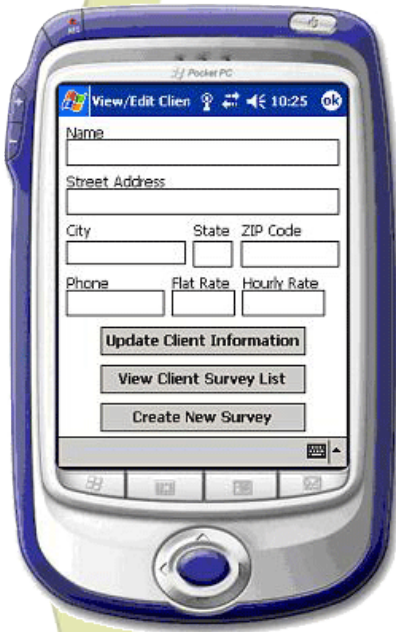 Pocket PC
View/Edit Clien 10:25 ok
Name
Street Address
City State ZIP Code
Phone Flat Rate Hourly Rate
Update Client Information
View Client Survey List
Create New Survey